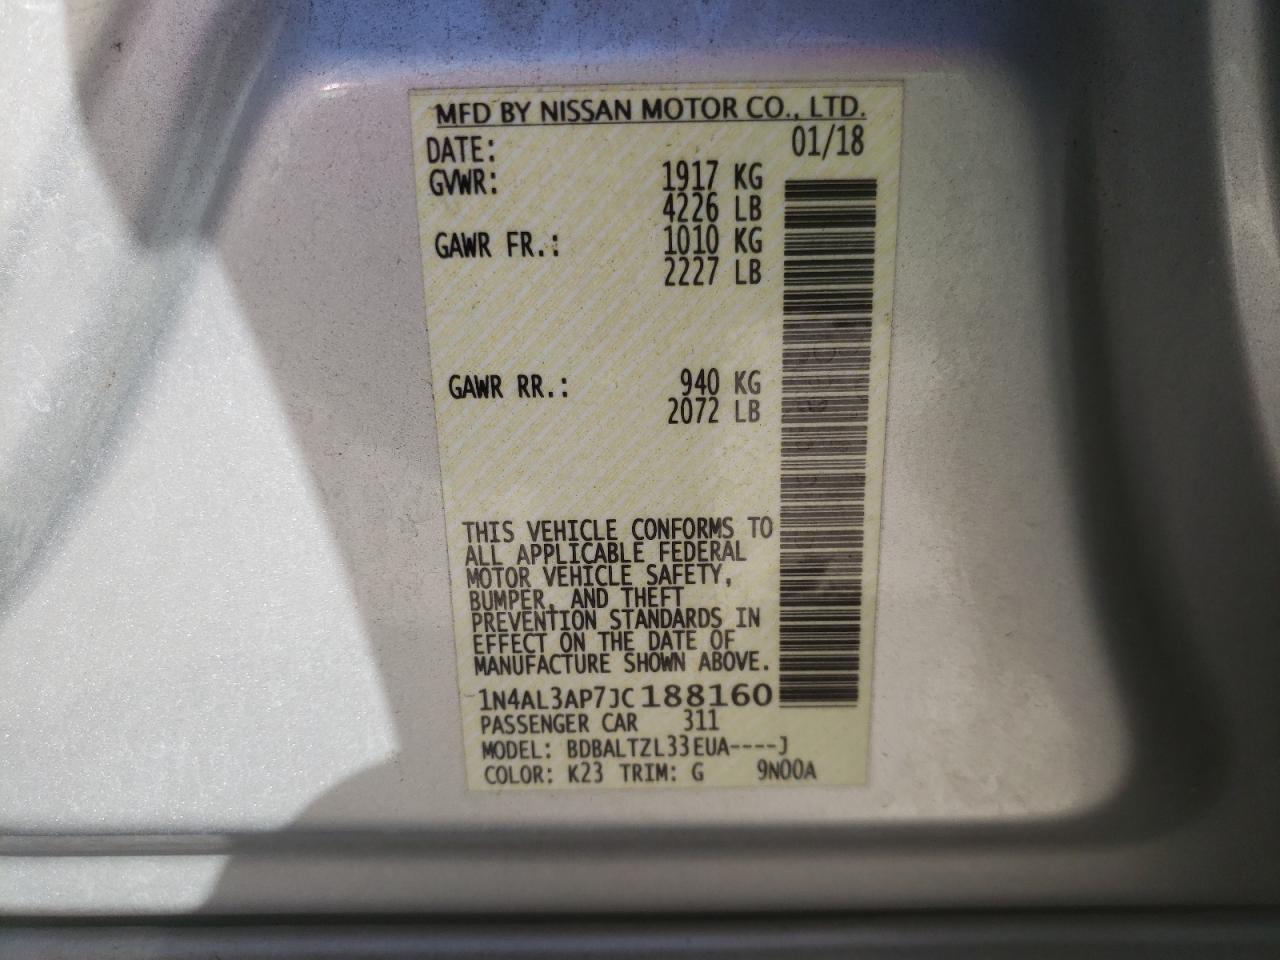 MFD BY NISSAN MOTOR CO., LTD.
DATE: 01/18
GVWR: 1917 KG
4226 LB
GAWR FR.: 1010 KG
2227 LB
GAWR RR.: 940 KG
2072 LB
THIS VEHICLE CONFORMS TO
ALL APPLICABLE FEDERAL
MOTOR VEHICLE SAFETY,
BUMPER, AND THEFT
PREVENTION STANDARDS IN
EFFECT ON THE DATE OF
MANUFACTURE SHOWN ABOVE.
1N4AL3AP7JC188160
PASSENGER CAR 311
MODEL: BDBALTZL33EUA----J
COLOR: K23 TRIM: G 9N00A